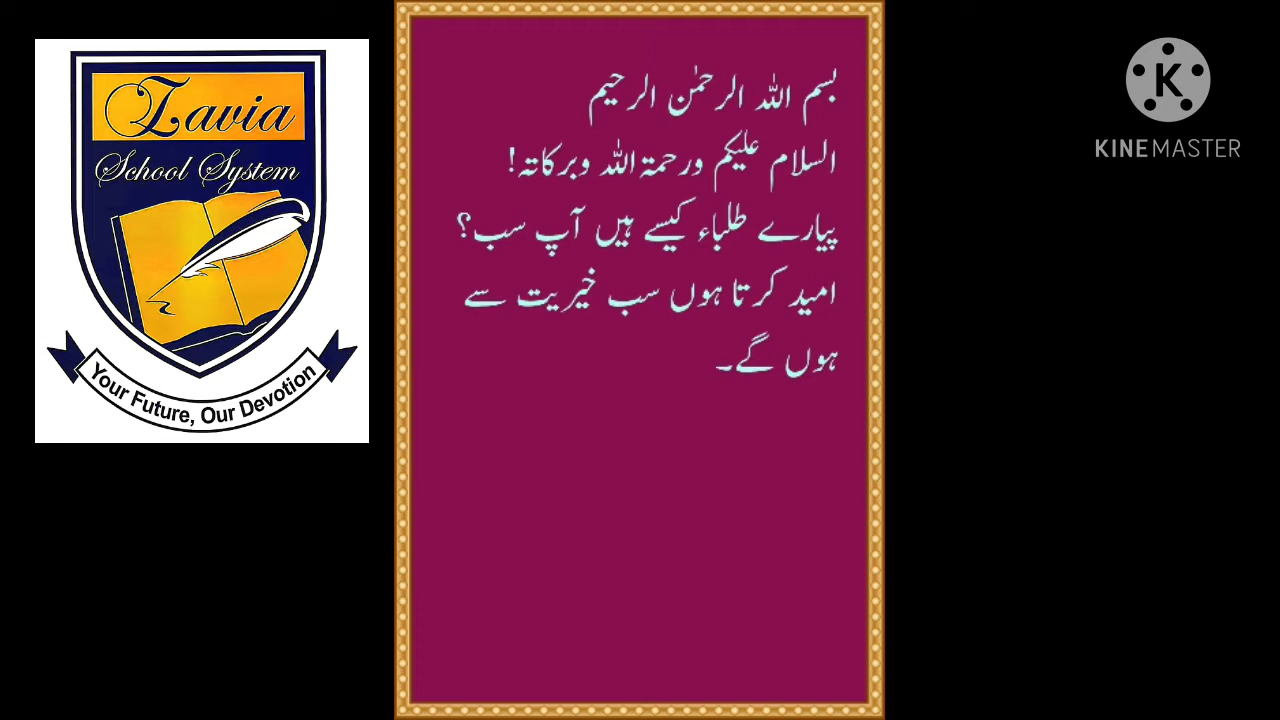 Zavia
School System
Your Future, Our Devotion
بسم اللہ الرحمٰن الرحیم
السلام علیکم ورحمۃ اللہ وبرکاتہ!
پیارے طلباء کیسے ہیں آپ سب؟
امید کرتا ہوں سب خیریت سے
ہوں گے۔
K
KINEMASTER